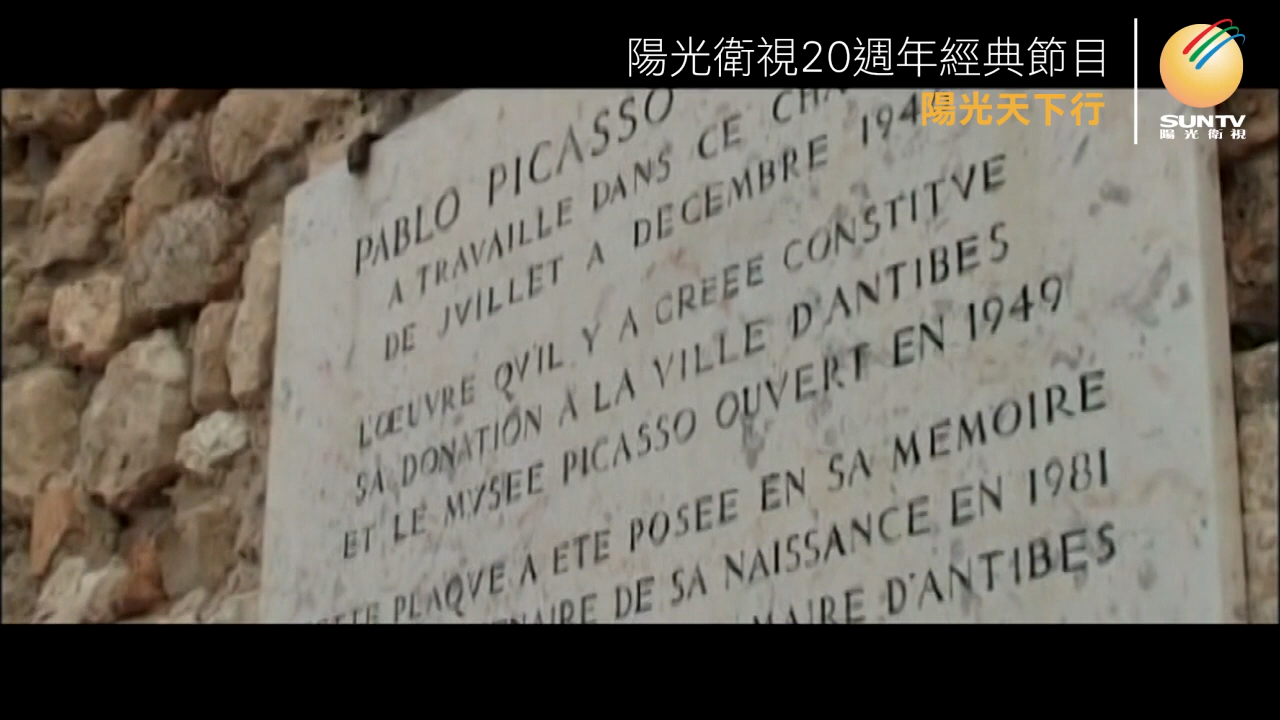 陽光衛視20週年經典節目
陽光天下行
SUNTV
陽光衛視
PABLO PICASSO
A TRAVAILLE DANS CE
DE JVILLET A DECEMBRE
L'ŒUVRE QV'IL Y A CREEE CONSTITVE
SA DONATION A LA VILLE D'ANTIBES
ET LE MVSEE PICASSO OUVERT EN 1949
PLAQVE A ETE POSEE EN SA MEMOIRE
DE SA NAISSANCE EN 1981
MAIRE D'ANTIBES